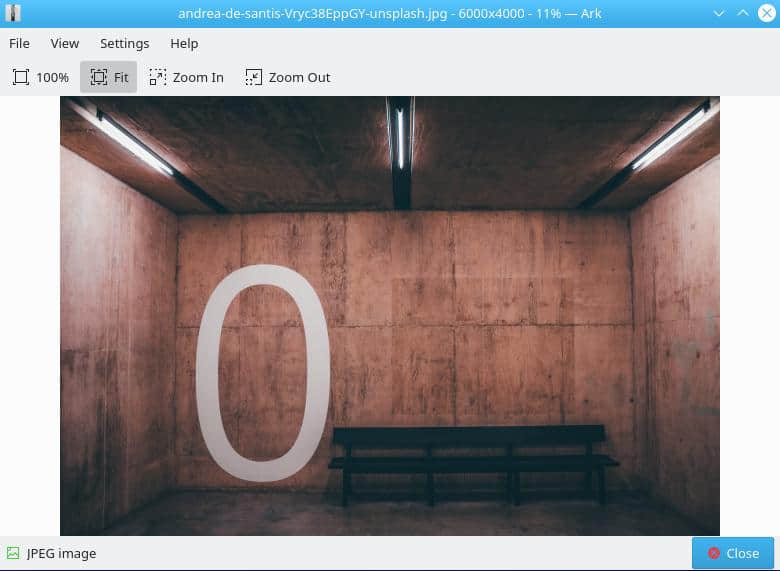 andrea-de-santis-Vryc38EppGY-unsplash.jpg - 6000x4000 - 11% — Ark
File View Settings Help
100% Fit Zoom In Zoom Out
0
JPEG image Close